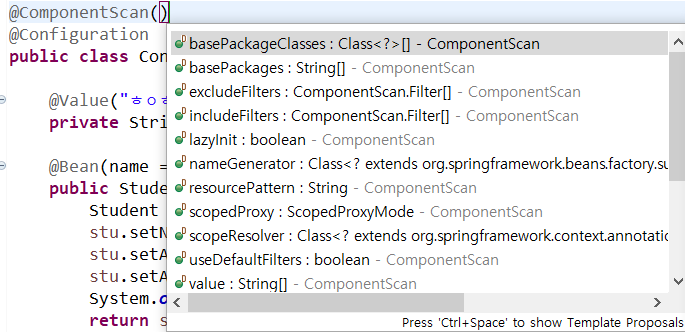 @ComponentScan()
@Configuration
public class Con
@Value("ㅎㅇㅎ
private Strin
@Bean(name =
public Stude
Student
stu.setN
stu.setA
stu.setA
System.o
return s
basePackageClasses : Class<?>[] - ComponentScan
basePackages : String[] - ComponentScan
excludeFilters : ComponentScan.Filter[] - ComponentScan
includeFilters : ComponentScan.Filter[] - ComponentScan
lazyInit : boolean - ComponentScan
nameGenerator : Class<? extends org.springframework.beans.factory.su
resourcePattern : String - ComponentScan
scopedProxy : ScopedProxyMode - ComponentScan
scopeResolver : Class<? extends org.springframework.context.annotatio
useDefaultFilters : boolean - ComponentScan
value : String[] - ComponentScan
Press 'Ctrl+Space' to show Template Proposals